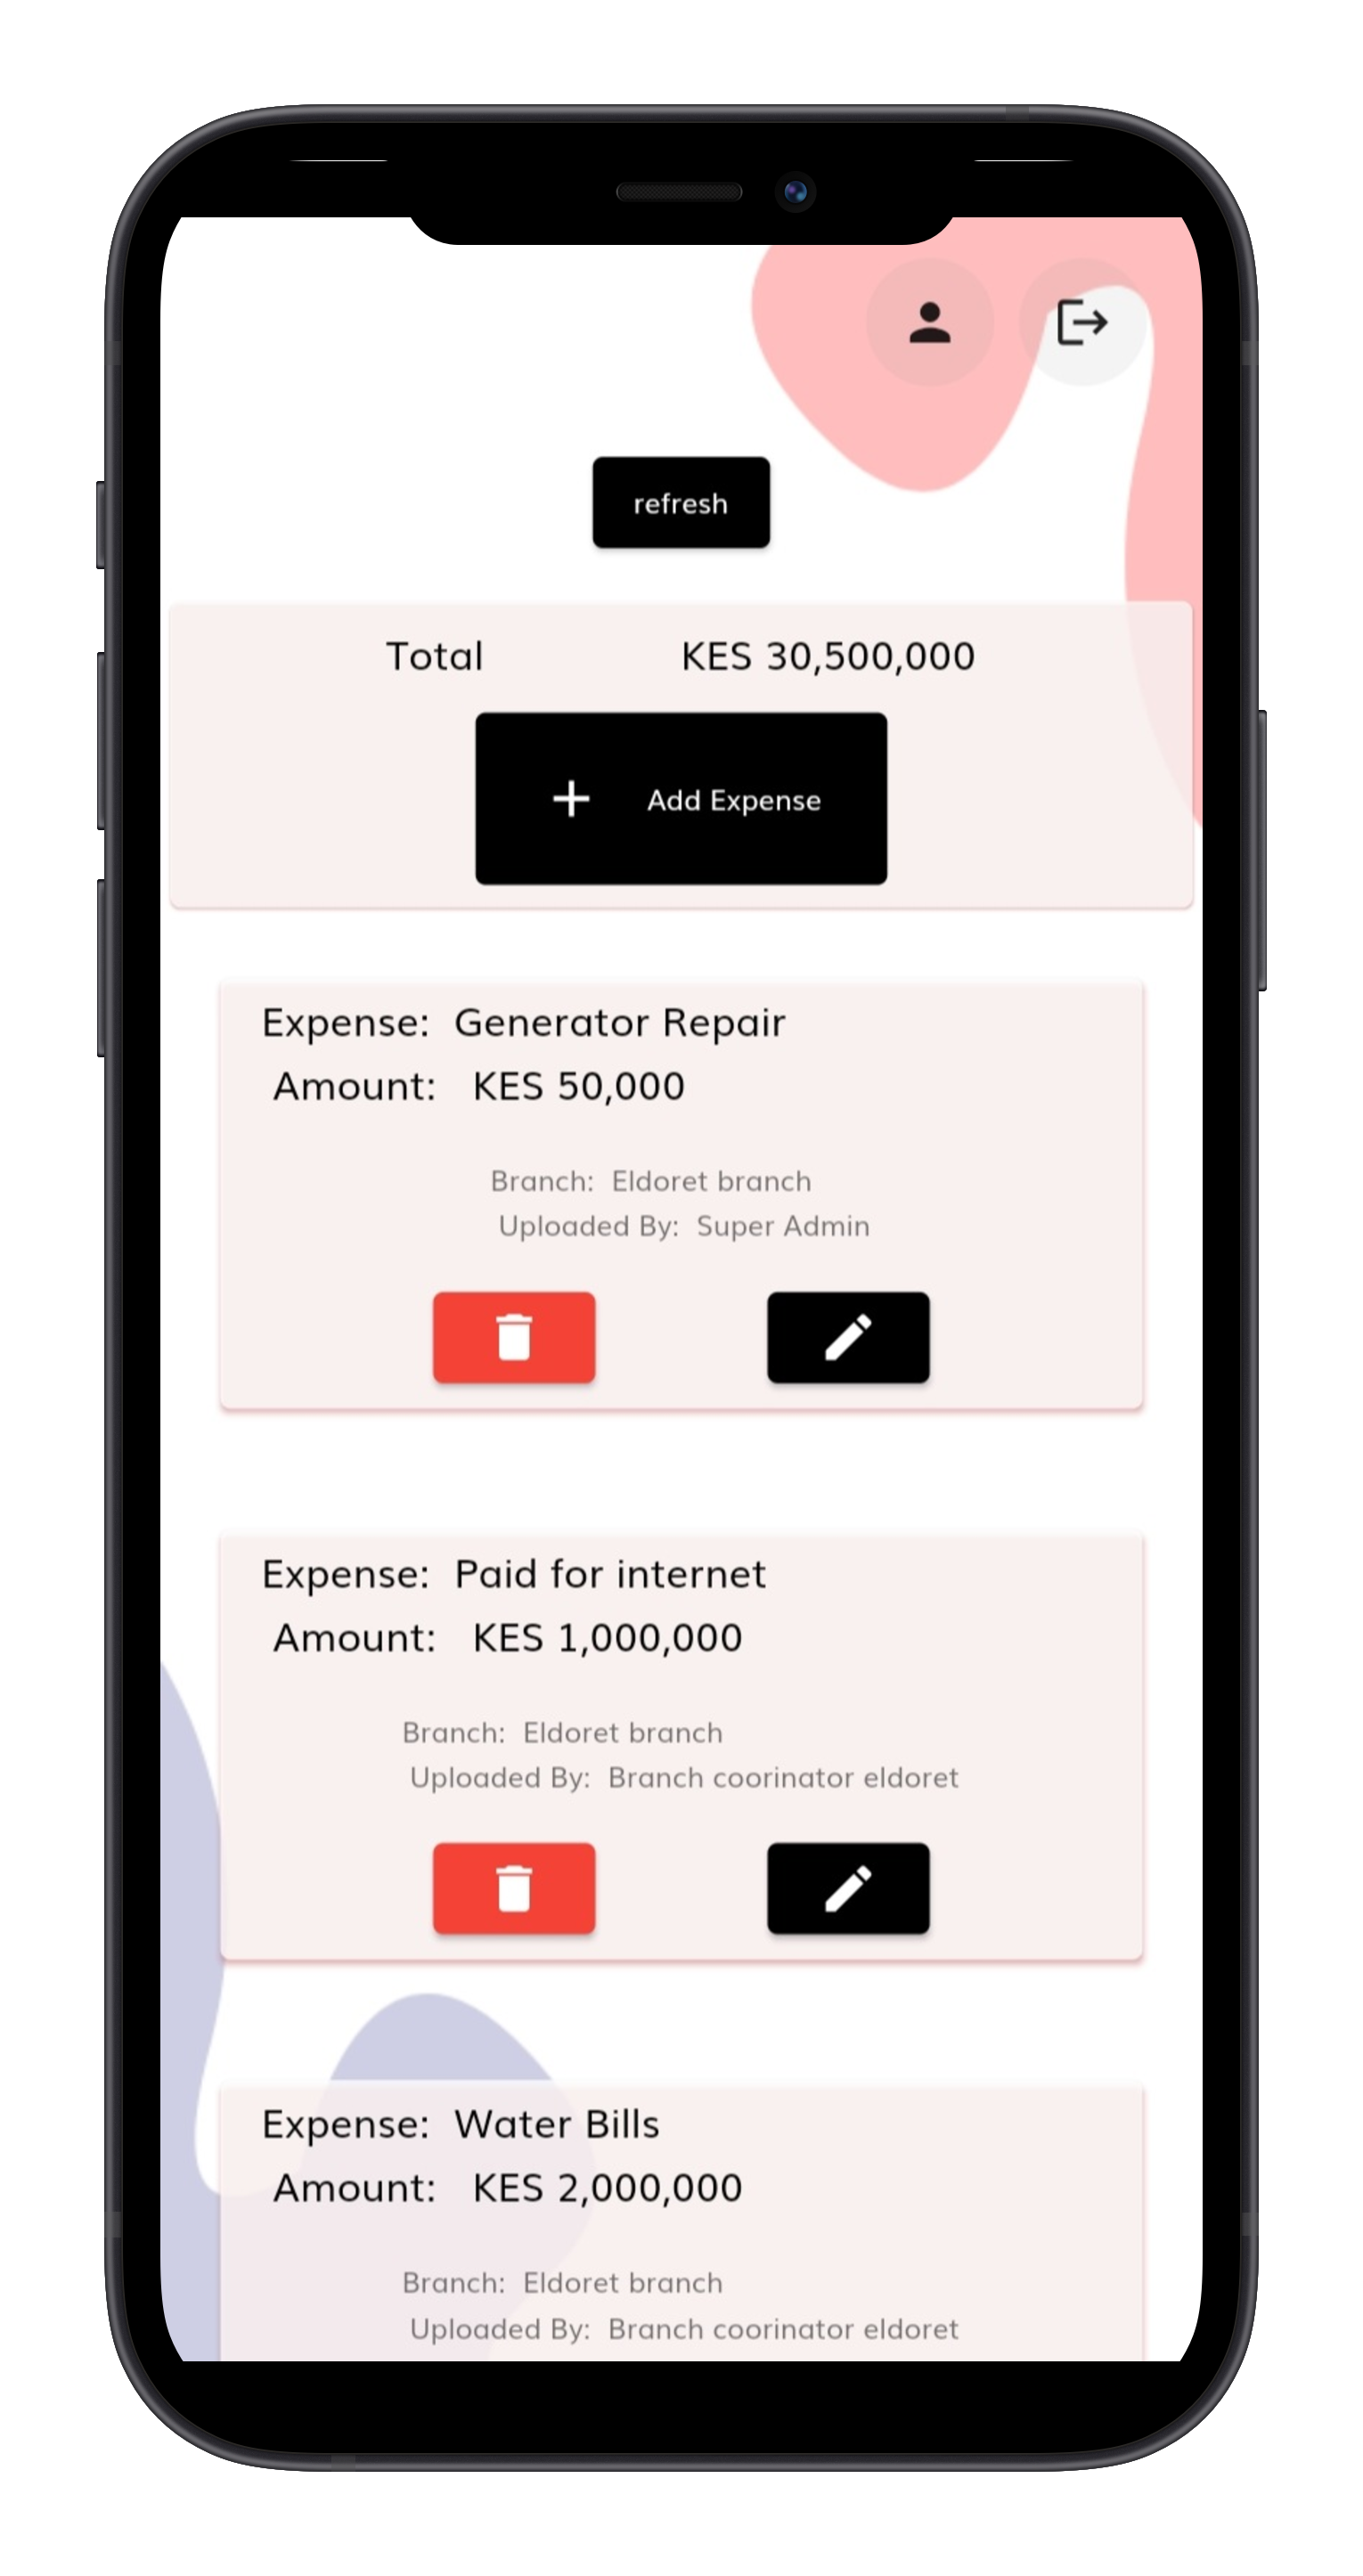 refresh
Total KES 30,500,000
Add Expense
Expense: Generator Repair
Amount: KES 50,000
Branch: Eldoret branch
Uploaded By: Super Admin
Expense: Paid for internet
Amount: KES 1,000,000
Branch: Eldoret branch
Uploaded By: Branch coorinator eldoret
Expense: Water Bills
Amount: KES 2,000,000
Branch: Eldoret branch
Uploaded By: Branch coorinator eldoret